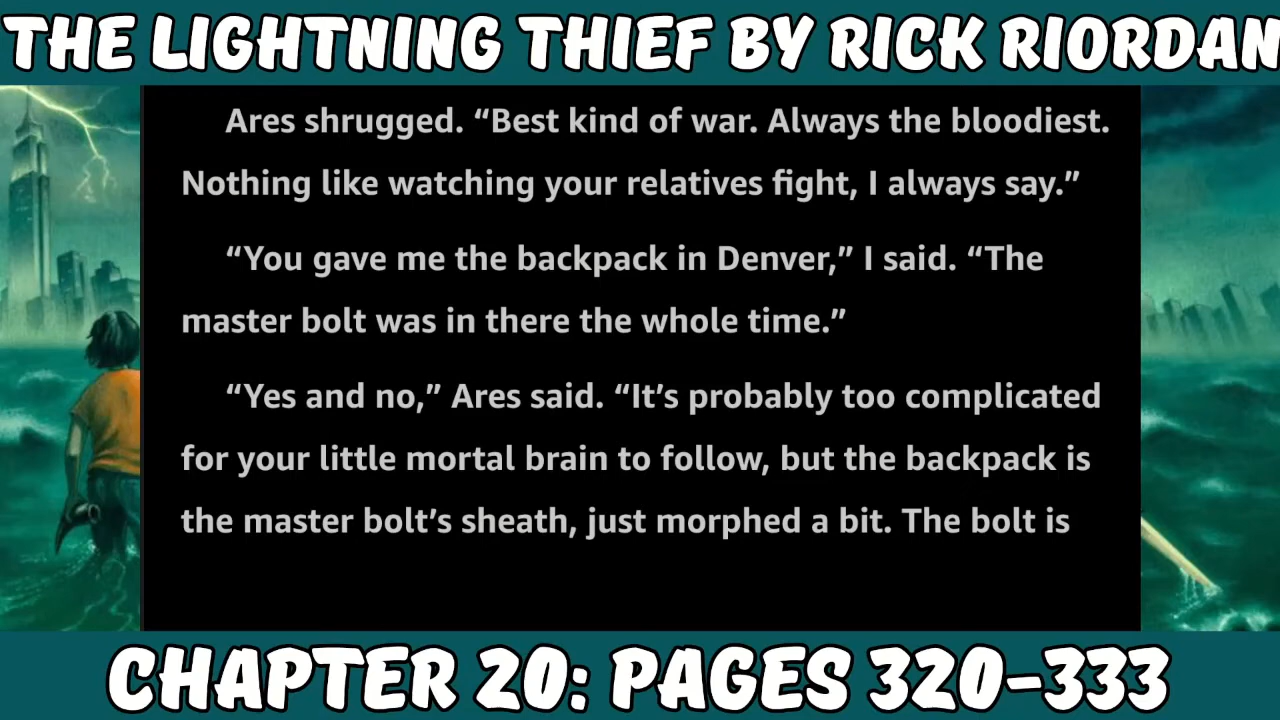 THE LIGHTNING THIEF BY RICK RIORDAN
Ares shrugged. “Best kind of war. Always the bloodiest.
Nothing like watching your relatives fight, I always say.”
“You gave me the backpack in Denver,” I said. “The
master bolt was in there the whole time.”
“Yes and no,” Ares said. “It’s probably too complicated
for your little mortal brain to follow, but the backpack is
the master bolt’s sheath, just morphed a bit. The bolt is
CHAPTER 20: PAGES 320-333